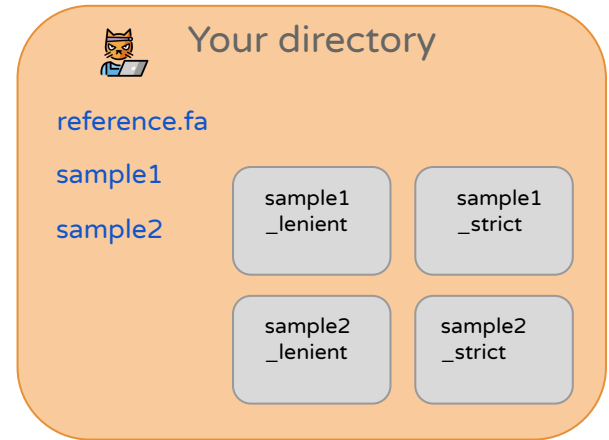 Your directory
reference.fa
sample1
sample2
sample1
_lenient
sample1
_strict
sample2
_lenient
sample2
_strict